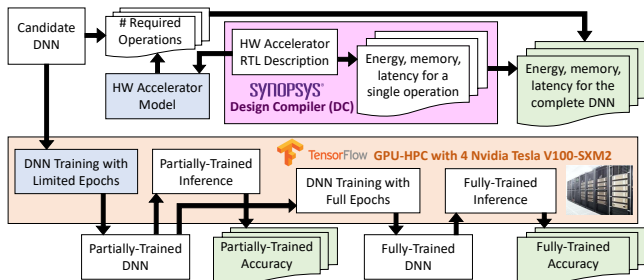 Candidate
DNN
# Required
Operations
HW Accelerator
Model
HW Accelerator
RTL Description
SYNOPSYS®
Design Compiler (DC)
Energy, memory,
latency for a
single operation
Energy, memory,
latency for the
complete DNN
TensorFlow GPU-HPC with 4 Nvidia Tesla V100-SXM2
DNN Training with
Limited Epochs
Partially-Trained
Inference
DNN Training with
Full Epochs
Fully-Trained
Inference
Partially-Trained
DNN
Partially-Trained
Accuracy
Fully-Trained
DNN
Fully-Trained
Accuracy